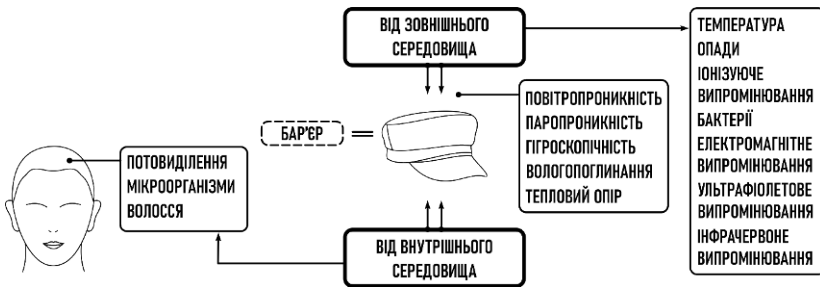 ВІД ЗОВНІШНЬОГО
СЕРЕДОВИЩА
ТЕМПЕРАТУРА
ОПАДИ
ІОНІЗУЮЧЕ
ВИПРОМІНЮВАННЯ
БАКТЕРІЇ
ЕЛЕКТРОМАГНІТНЕ
ВИПРОМІНЮВАННЯ
УЛЬТРАФІОЛЕТОВЕ
ВИПРОМІНЮВАННЯ
ІНФРАЧЕРВОНЕ
ВИПРОМІНЮВАННЯ
ПОВІТРОПРОНИКНІСТЬ
ПАРОПРОНИКНІСТЬ
ГІГРОСКОПІЧНІСТЬ
ВОЛОГОПОГЛИНАННЯ
ТЕПЛОВИЙ ОПІР
БАР'ЄР =
ПОТОВИДІЛЕННЯ
МІКРООРГАНІЗМИ
ВОЛОССЯ
ВІД ВНУТРІШНЬОГО
СЕРЕДОВИЩА